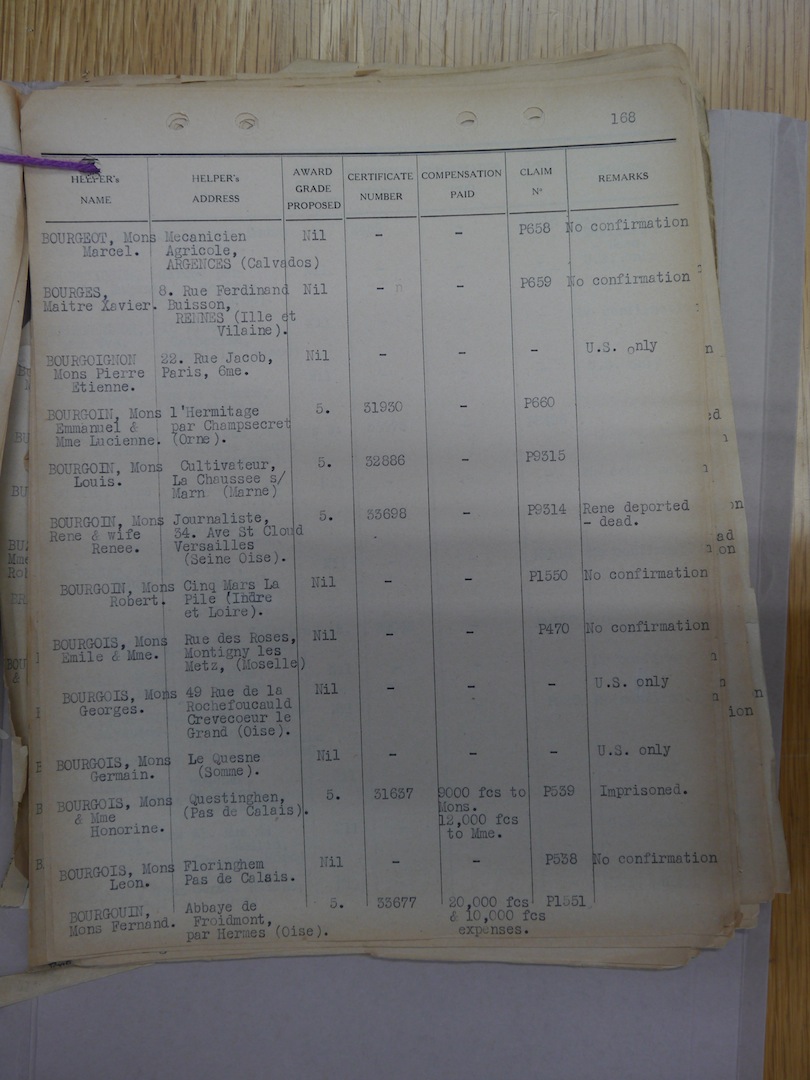 168
HELPER's NAME | HELPER's ADDRESS | AWARD GRADE PROPOSED | CERTIFICATE NUMBER | COMPENSATION PAID | CLAIM Nº | REMARKS
BOURGEOT, Mons Mecanicien Nil - - P658 No confirmation
Marcel. Agricole,
ARGENCES (Calvados)
BOURGES, 8. Rue Ferdinand Nil - - P659 No confirmation
Maitre Xavier. Buisson,
RENNES (Ille et
Vilaine).
BOURGOIGNON 22. Rue Jacob, Nil - - - U.S. only
Mons Pierre Paris, 6me.
Etienne.
BOURGOIN, Mons l'Hermitage 5. 31930 - P660
Emmanuel & par Champsecret
Mme Lucienne. (Orne).
BOURGOIN, Mons Cultivateur, 5. 32886 - P9315
Louis. La Chaussee s/
Marn (Marne)
BOURGOIN, Mons Journaliste, 5. 33698 - P9314 Rene deported
Rene & wife 34. Ave St Cloud - dead.
Renee. Versailles
(Seine Oise).
BOURGOIN, Mons Cinq Mars La Nil - - P1550 No confirmation
Robert. Pile (Indre
et Loire).
BOURGOIS, Mons Rue des Roses, Nil - - P470 No confirmation
Emile & Mme. Montigny les
Metz, (Moselle)
BOURGOIS, Mons 49 Rue de la Nil - - - U.S. only
Georges. Rochefoucauld
Crevecoeur le
Grand (Oise).
BOURGOIS, Mons Le Quesne Nil - - - U.S. only
Germain. (Somme).
BOURGOIS, Mons Questinghen, 5. 31637 9000 fcs to P539 Imprisoned.
& Mme (Pas de Calais). Mons.
Honorine. 12,000 fcs
to Mme.
BOURGOIS, Mons Floringhem Nil - - P538 No confirmation
Leon. Pas de Calais.
BOURGOUIN, Abbaye de 5. 33677 20,000 fcs P1551
Mons Fernand. Froidmont, & 10,000 fcs
par Hermes (Oise). expenses.